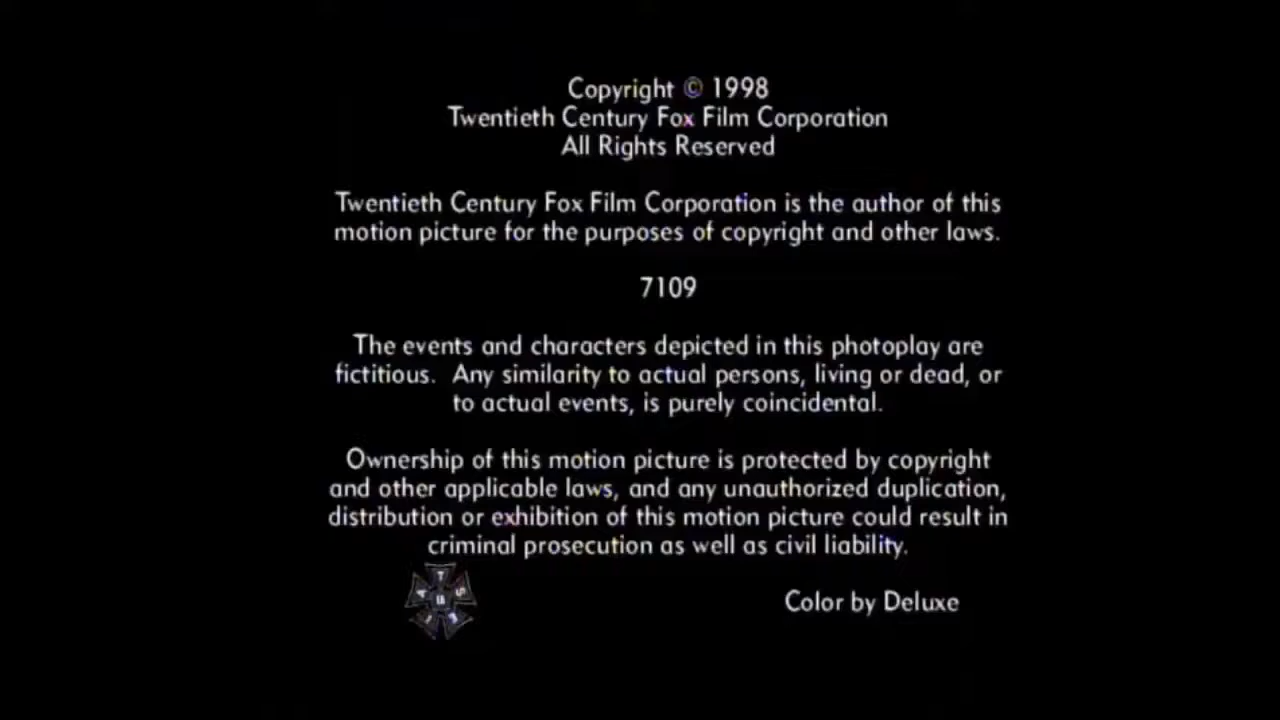 Copyright © 1998
Twentieth Century Fox Film Corporation
All Rights Reserved
Twentieth Century Fox Film Corporation is the author of this
motion picture for the purposes of copyright and other laws.
7109
The events and characters depicted in this photoplay are
fictitious.  Any similarity to actual persons, living or dead, or
to actual events, is purely coincidental.
Ownership of this motion picture is protected by copyright
and other applicable laws, and any unauthorized duplication,
distribution or exhibition of this motion picture could result in
criminal prosecution as well as civil liability.
Color by Deluxe